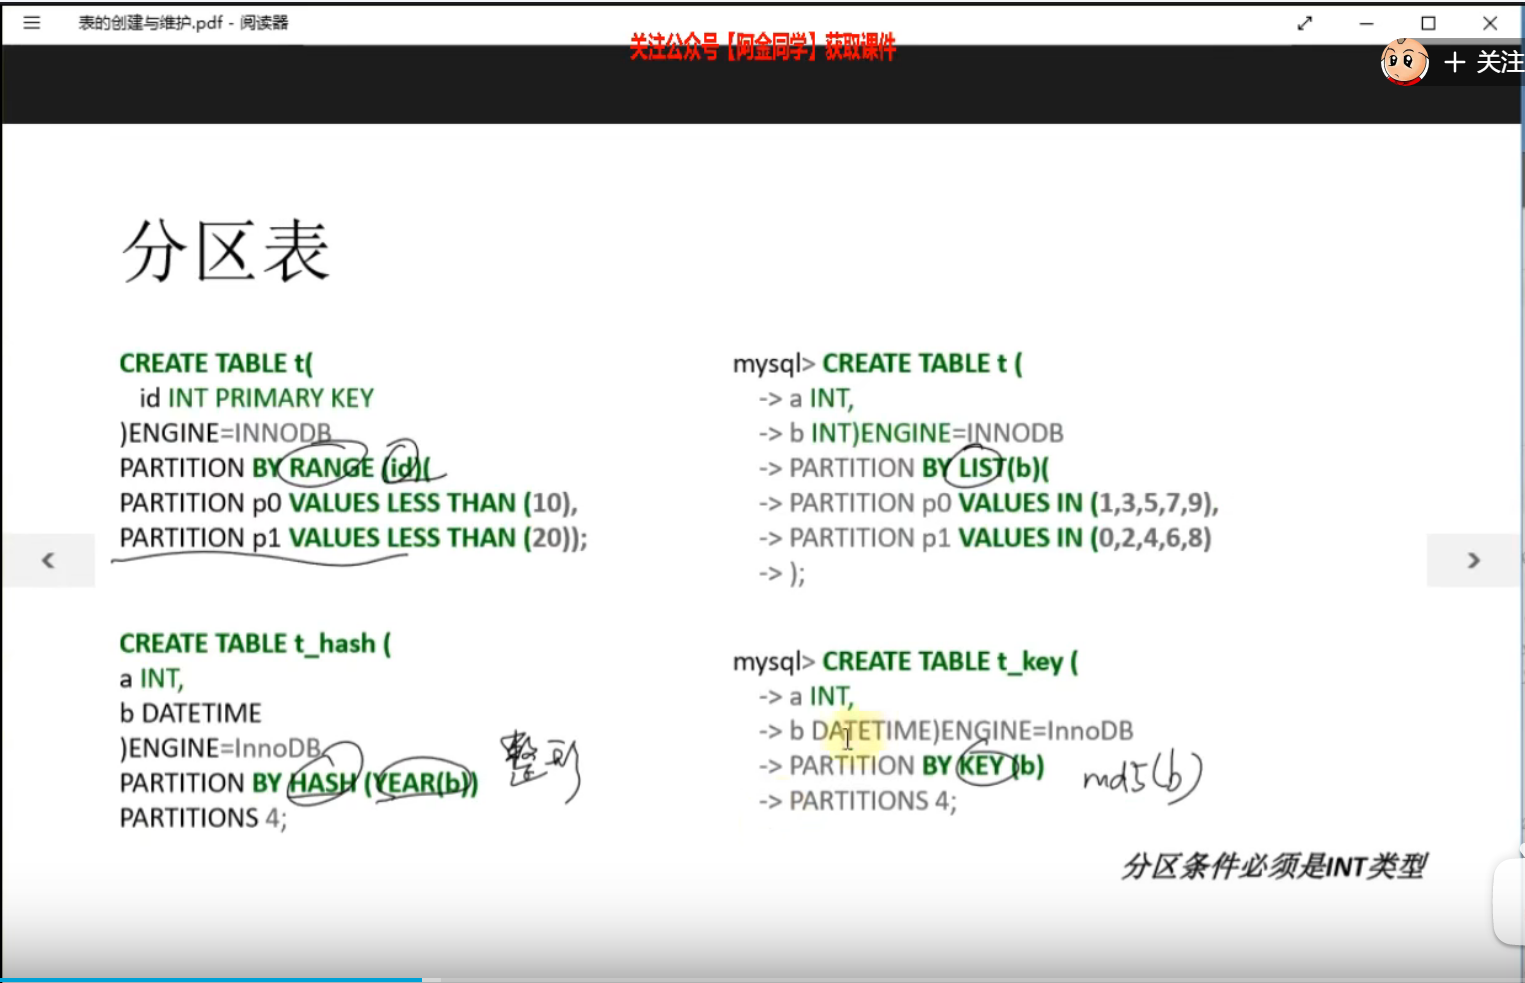 表的创建与维护.pdf - 阅读器
关注公众号【阿金同学】获取课件
+ 关注
分区表
CREATE TABLE t(
id INT PRIMARY KEY
)ENGINE=INNODB
PARTITION BY RANGE (id)(
PARTITION p0 VALUES LESS THAN (10),
PARTITION p1 VALUES LESS THAN (20));
mysql> CREATE TABLE t (
-> a INT,
-> b INT)ENGINE=INNODB
-> PARTITION BY LIST(b)(
-> PARTITION p0 VALUES IN (1,3,5,7,9),
-> PARTITION p1 VALUES IN (0,2,4,6,8)
-> );
CREATE TABLE t_hash (
a INT,
b DATETIME
)ENGINE=InnoDB
PARTITION BY HASH (YEAR(b))
PARTITIONS 4;
整形
mysql> CREATE TABLE t_key (
-> a INT,
-> b DATETIME)ENGINE=InnoDB
-> PARTITION BY KEY (b)
-> PARTITIONS 4;
md5(b)
分区条件必须是INT类型